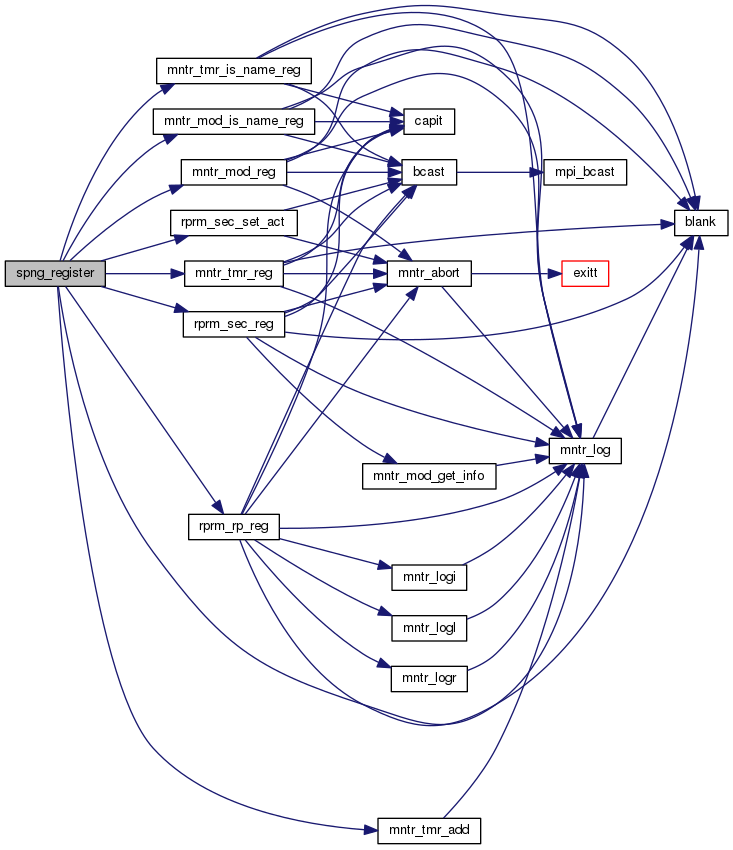 mntr_tmr_is_name_reg
mntr_mod_is_name_reg
capit
mntr_mod_reg
bcast
mpi_bcast
rprm_sec_set_act
blank
spng_register
mntr_tmr_reg
mntr_abort
exitt
rprm_sec_reg
mntr_log
mntr_mod_get_info
rprm_rp_reg
mntr_logi
mntr_logl
mntr_logr
mntr_tmr_add